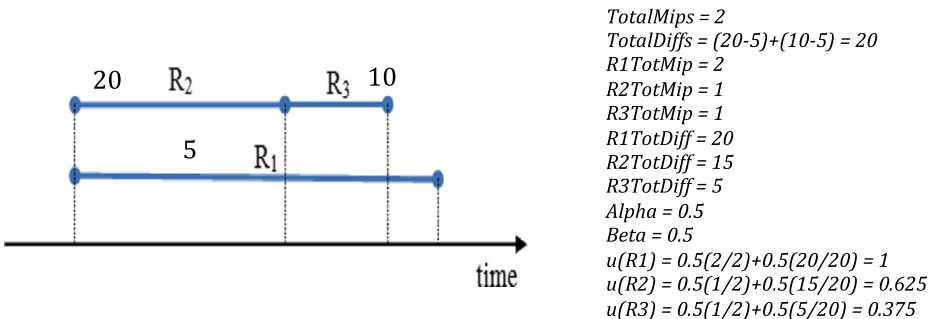 20 R2 R3 10
5 R1
time
TotalMips = 2
TotalDiffs = (20-5)+(10-5) = 20
R1TotMip = 2
R2TotMip = 1
R3TotMip = 1
R1TotDiff = 20
R2TotDiff = 15
R3TotDiff = 5
Alpha = 0.5
Beta = 0.5
u(R1) = 0.5(2/2)+0.5(20/20) = 1
u(R2) = 0.5(1/2)+0.5(15/20) = 0.625
u(R3) = 0.5(1/2)+0.5(5/20) = 0.375